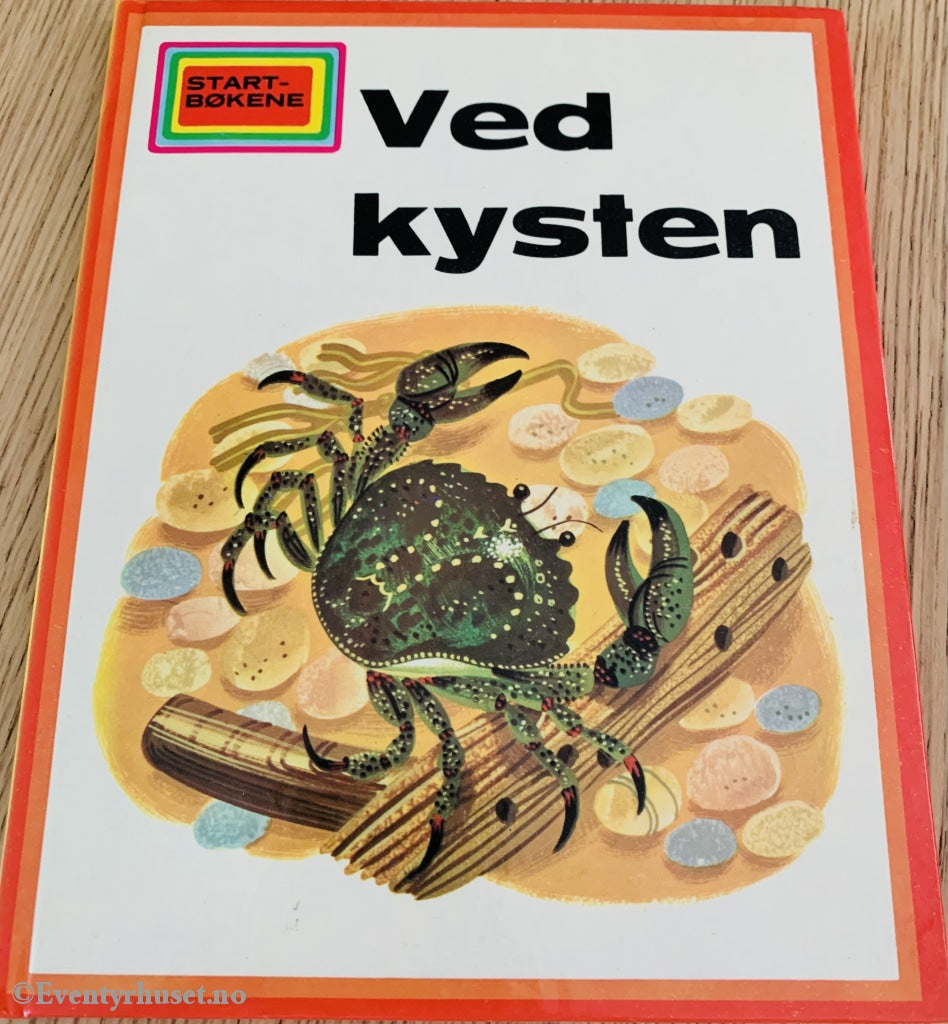 START-
BØKENE
Ved
kysten
©Eventyrhuset.no